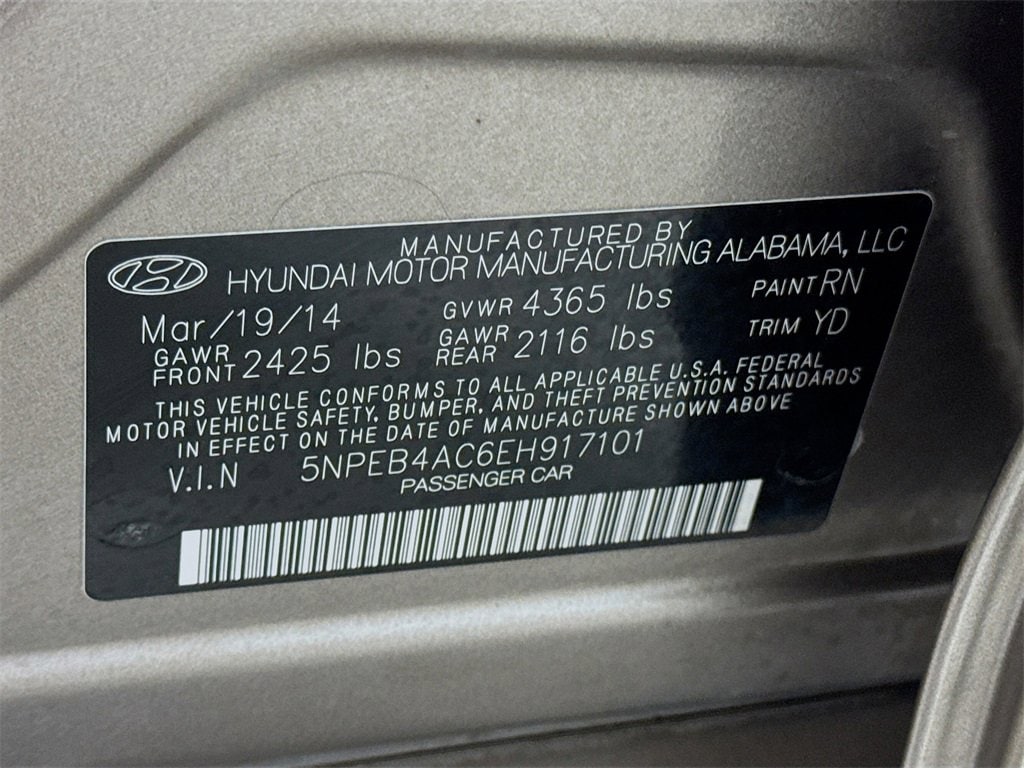 MANUFACTURED BY
HYUNDAI MOTOR MANUFACTURING ALABAMA, LLC
Mar/19/14 GVWR 4365 lbs PAINT RN
GAWR FRONT 2425 lbs GAWR REAR 2116 lbs TRIM YD
THIS VEHICLE CONFORMS TO ALL APPLICABLE U.S.A. FEDERAL
MOTOR VEHICLE SAFETY, BUMPER, AND THEFT PREVENTION STANDARDS
IN EFFECT ON THE DATE OF MANUFACTURE SHOWN ABOVE
V.I.N 5NPEB4AC6EH917101
PASSENGER CAR